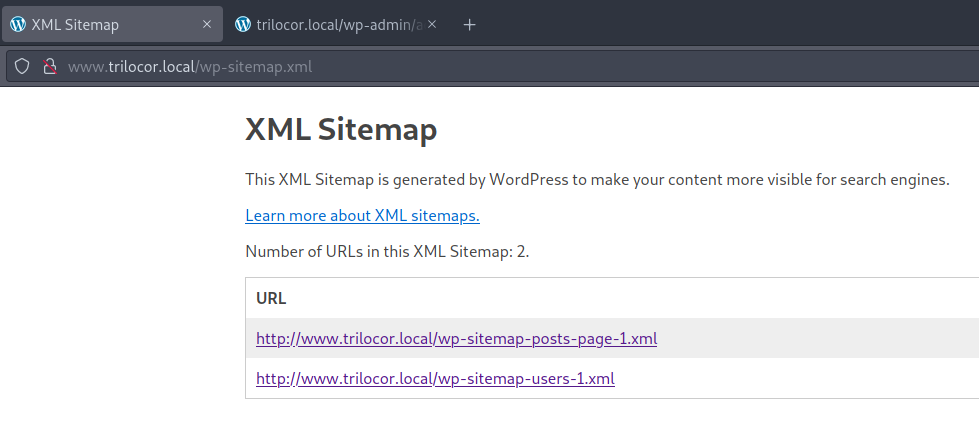 XML Sitemap
trilocor.local/wp-admin/
www.trilocor.local/wp-sitemap.xml
XML Sitemap
This XML Sitemap is generated by WordPress to make your content more visible for search engines.
Learn more about XML sitemaps.
Number of URLs in this XML Sitemap: 2.
URL
http://www.trilocor.local/wp-sitemap-posts-page-1.xml
http://www.trilocor.local/wp-sitemap-users-1.xml